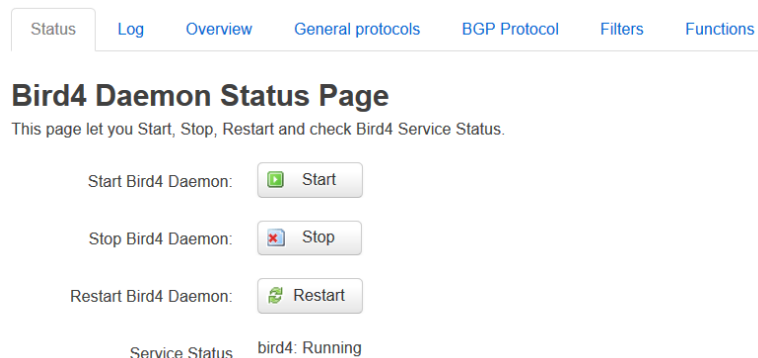 Status Log Overview General protocols BGP Protocol Filters Functions
Bird4 Daemon Status Page
This page let you Start, Stop, Restart and check Bird4 Service Status.
Start Bird4 Daemon: Start
Stop Bird4 Daemon: Stop
Restart Bird4 Daemon: Restart
Service Status bird4: Running